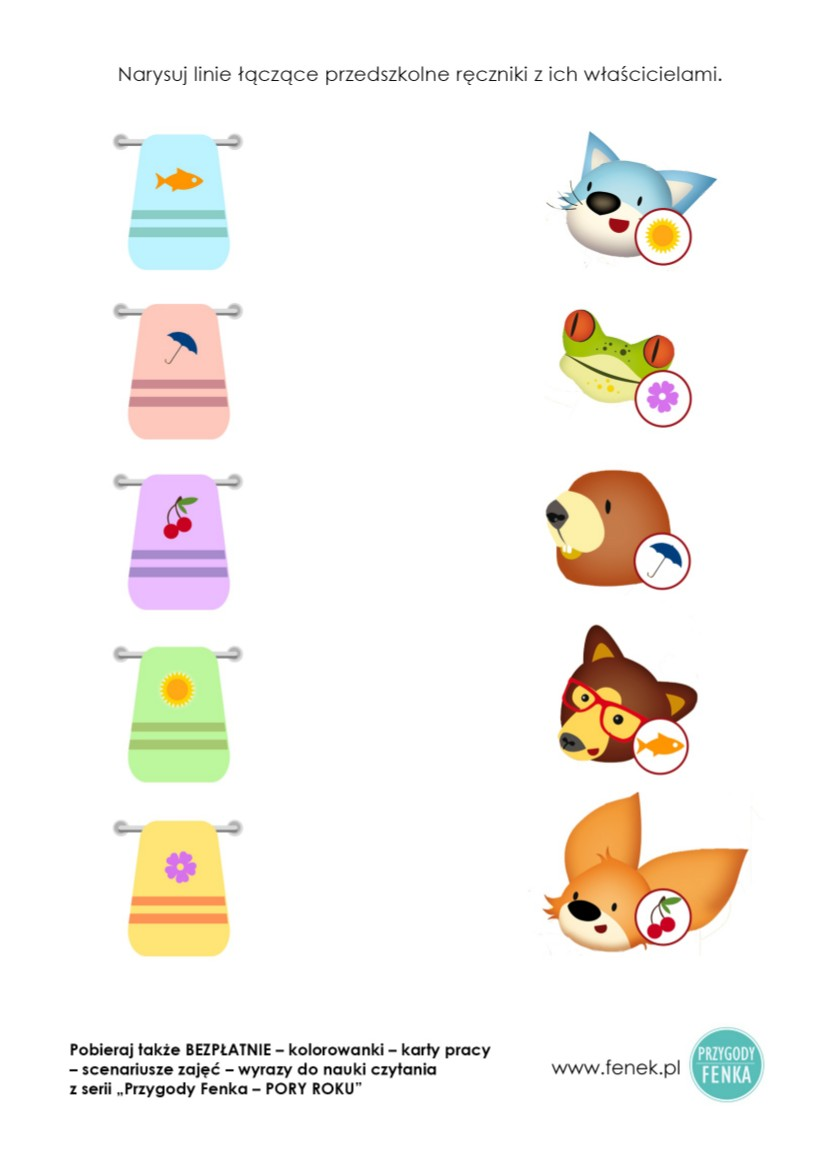 Narysuj linie łączące przedszkolne ręczniki z ich właścicielami.
Pobieraj także BEZPŁATNIE – kolorowanki – karty pracy
– scenariusze zajęć – wyrazy do nauki czytania
z serii „Przygody Fenka – PORY ROKU”
www.fenek.pl
PRZYGODY
FENKA